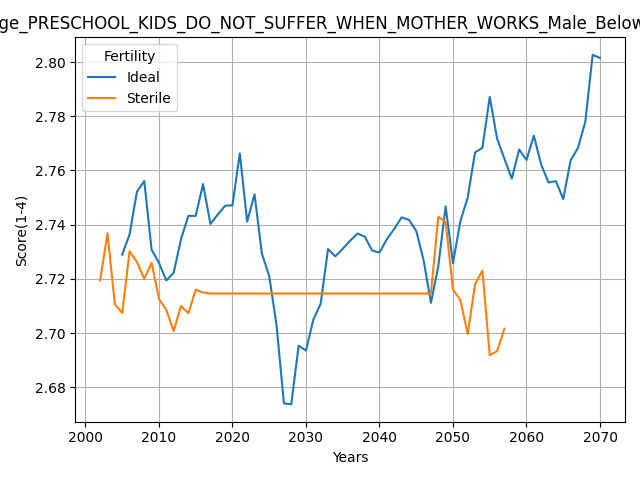 ge_PRESCHOOL_KIDS_DO_NOT_SUFFER_WHEN_MOTHER_WORKS_Male_Below
Fertility
Ideal
Sterile
Score(1-4)
2.80
2.78
2.76
2.74
2.72
2.70
2.68
2000 2010 2020 2030 2040 2050 2060 2070
Years